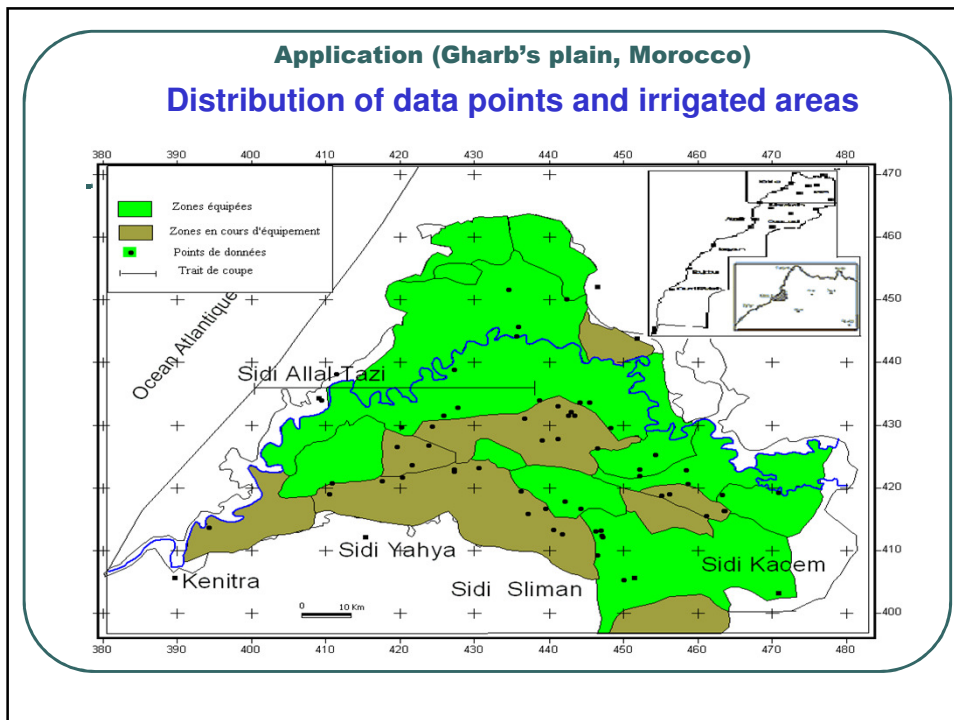 Application (Gharb's plain, Morocco)
Distribution of data points and irrigated areas
380 390 400 410 420 430 440 450 460 470 480
470
460
450
440
430
420
410
400
Zones équipées
Zones en cours d'équipement
Points de données
Trait de coupe
Ocean Atlantique
Sidi Allal Tazi
Sidi Yahya
Kenitra
Sidi Sliman
Sidi Kacem
0 10 Km
380 390 400 410 420 430 440 450 460 470 480